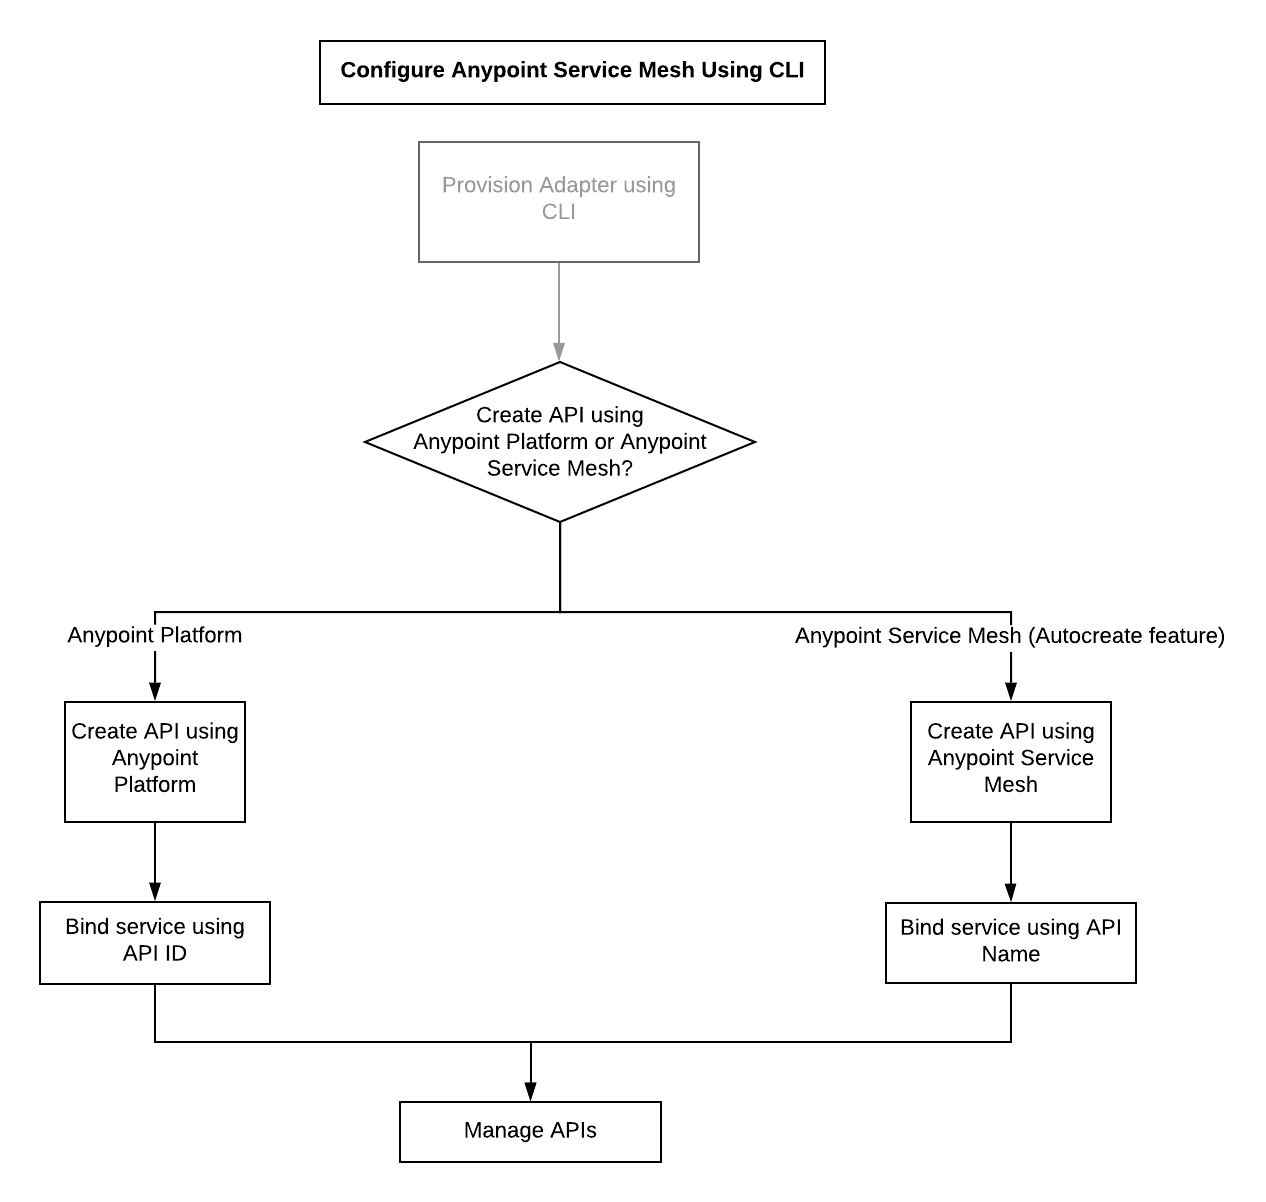 Configure Anypoint Service Mesh Using CLI
Provision Adapter using
CLI
Create API using
Anypoint Platform or Anypoint
Service Mesh?
Anypoint Platform
Anypoint Service Mesh (Autocreate feature)
Create API using
Anypoint
Platform
Create API using
Anypoint Service
Mesh
Bind service using
API ID
Bind service using API
Name
Manage APIs